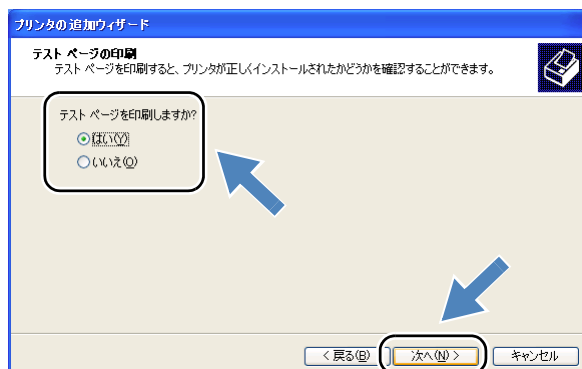 プリンタの追加ウィザード
テスト ページの印刷
テスト ページを印刷すると、プリンタが正しくインストールされたかどうかを確認することができます。
テスト ページを印刷しますか?
はい(Y)
いいえ(O)
< 戻る(B)
次へ(N) >
キャンセル